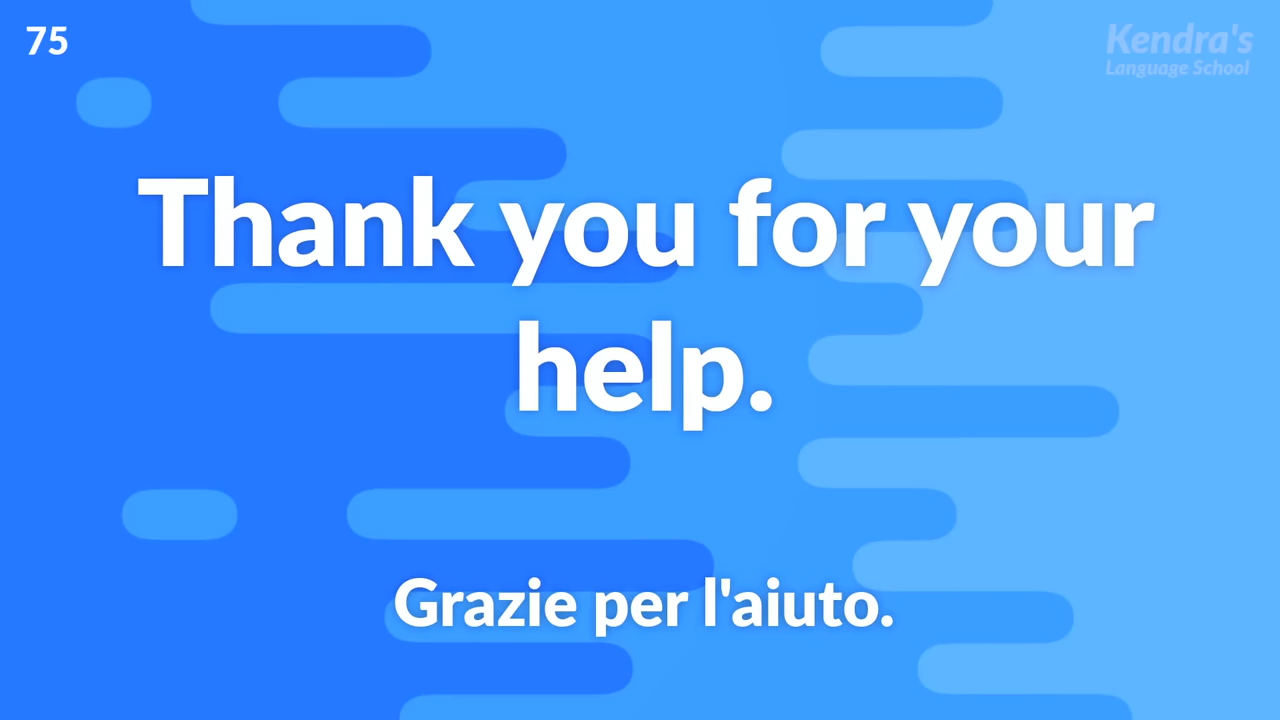 75
Kendra's
Language School
Thank you for your
help.
Grazie per l'aiuto.